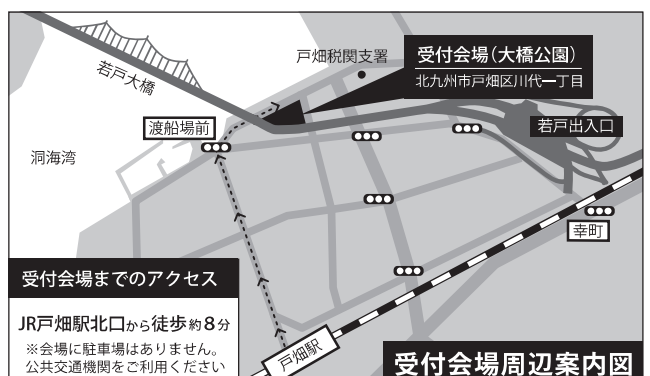 戸畑税関支署
受付会場(大橋公園)
北九州市戸畑区川代一丁目
若戸大橋
渡船場前
若戸出入口
洞海湾
幸町
受付会場までのアクセス
JR戸畑駅北口から徒歩約8分
※会場に駐車場はありません。
公共交通機関をご利用ください
戸畑駅
受付会場周辺案内図